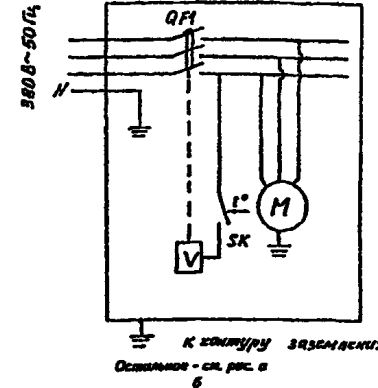 QF1
380В~50Гц
N
t°
M
SK
V
к контуру заземления
Остальное - см. рис. а
б